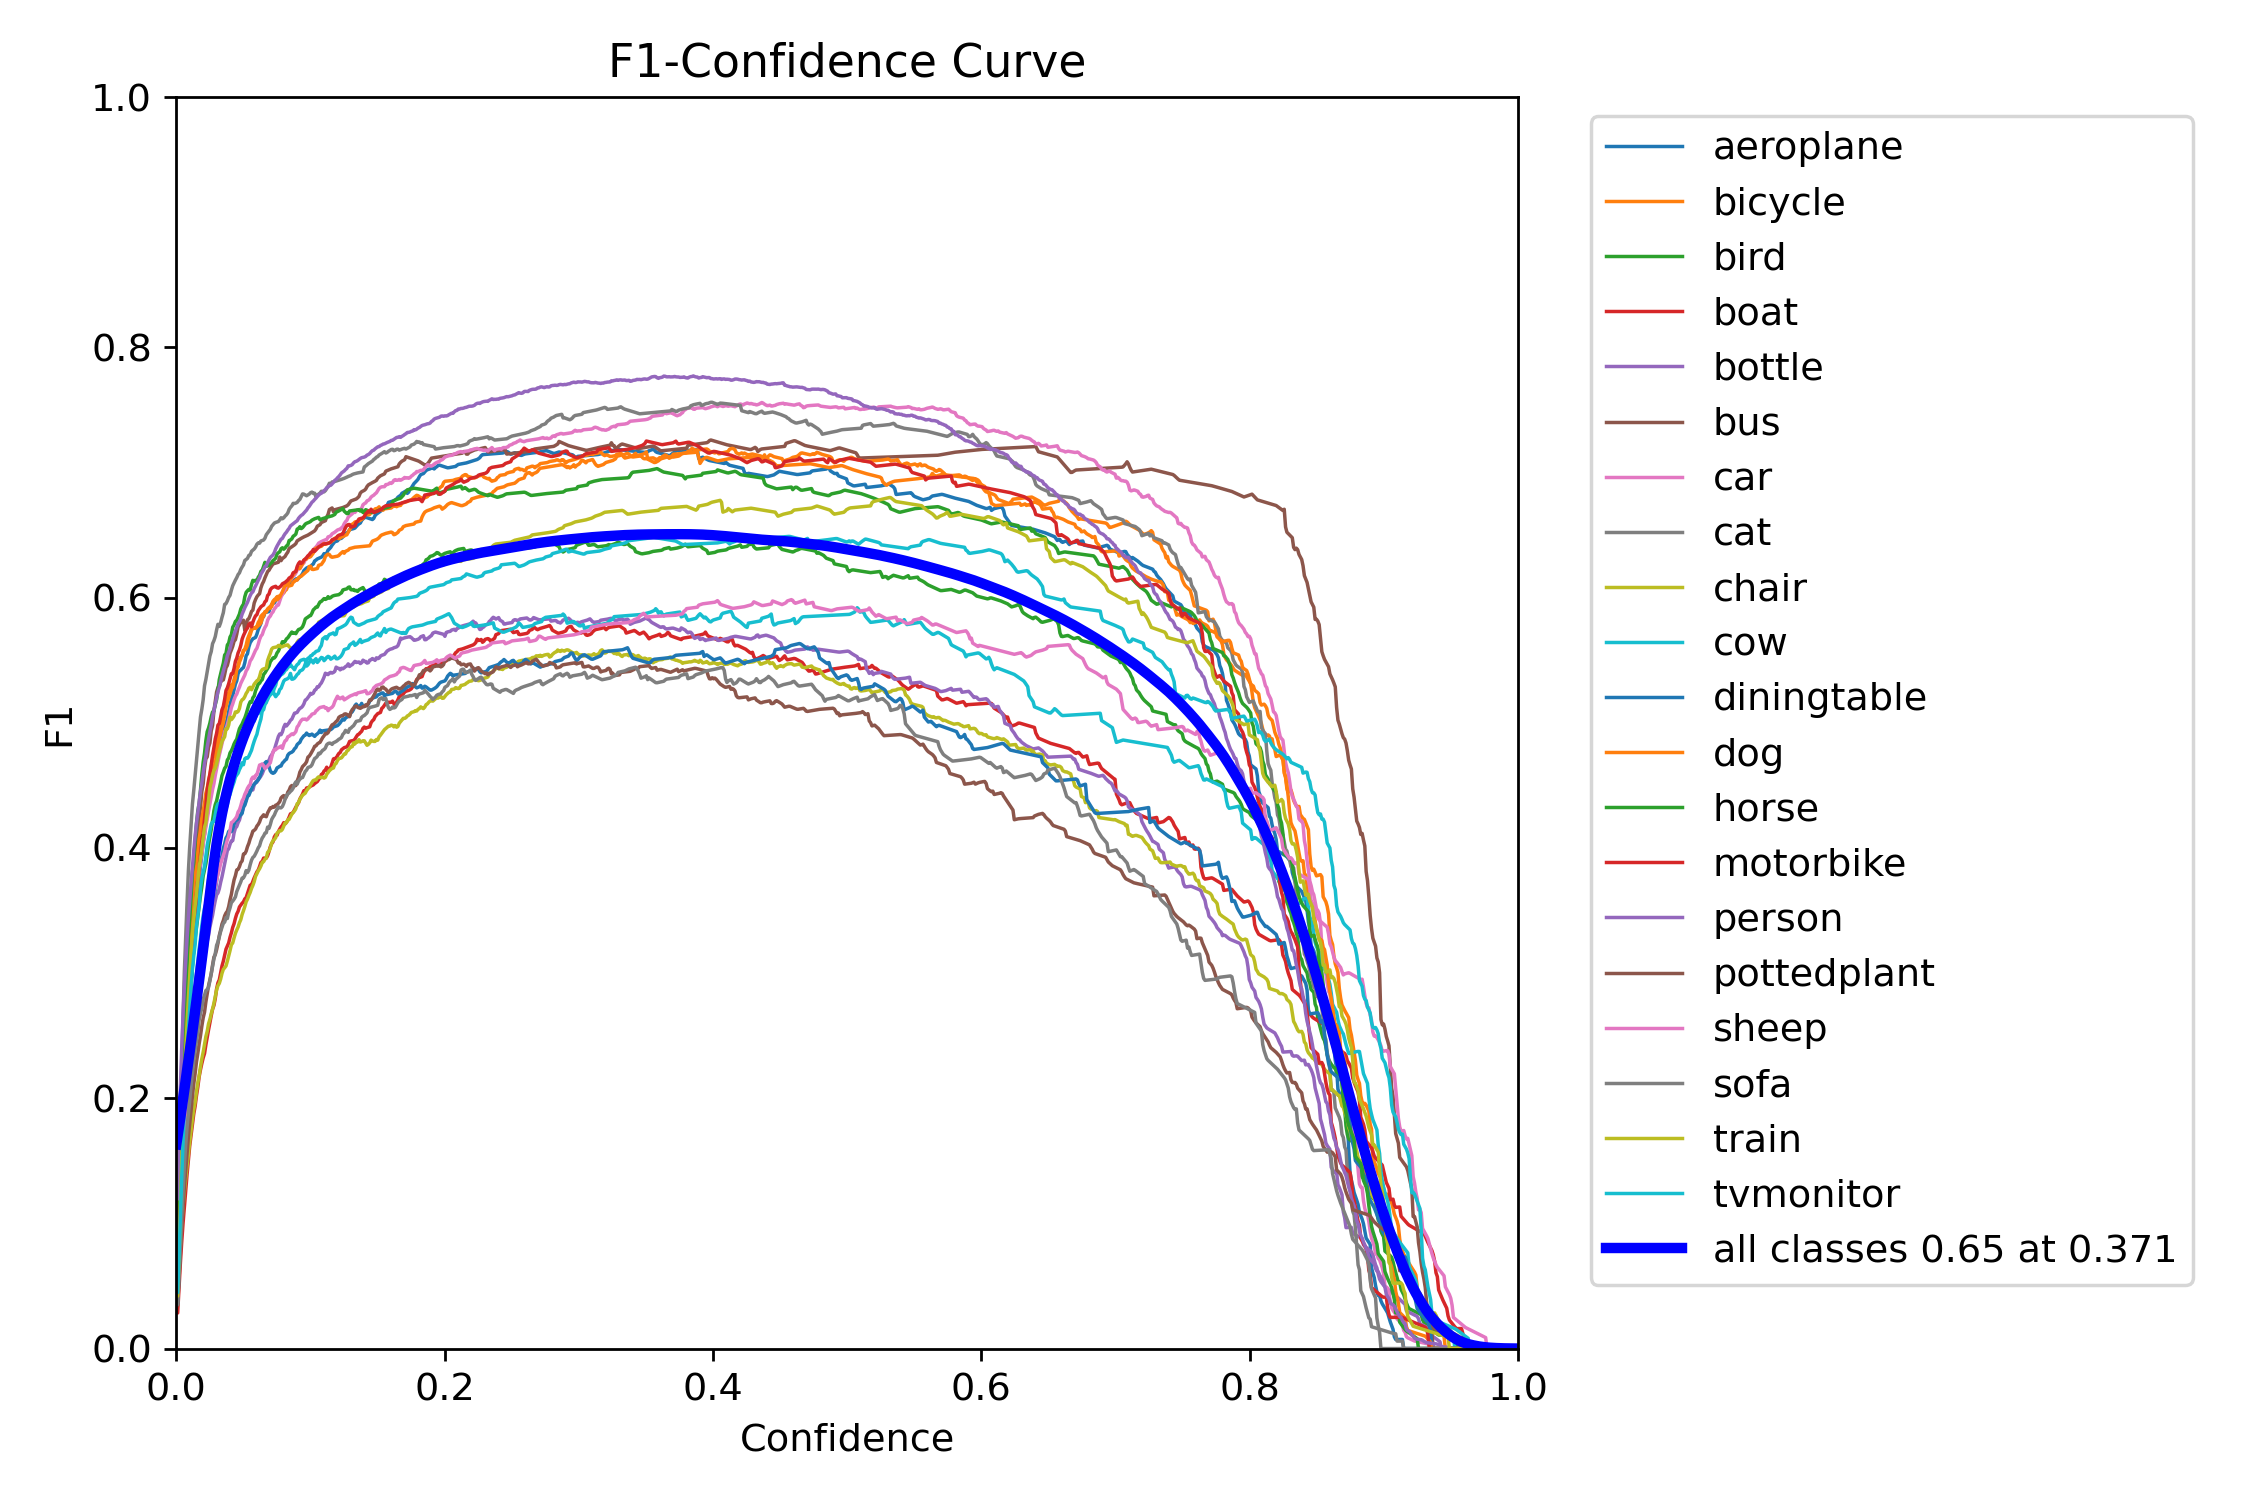 F1-Confidence Curve
1.0
0.8
0.6
0.4
0.2
0.0
F1
0.0 0.2 0.4 0.6 0.8 1.0
Confidence
aeroplane
bicycle
bird
boat
bottle
bus
car
cat
chair
cow
diningtable
dog
horse
motorbike
person
pottedplant
sheep
sofa
train
tvmonitor
all classes 0.65 at 0.371